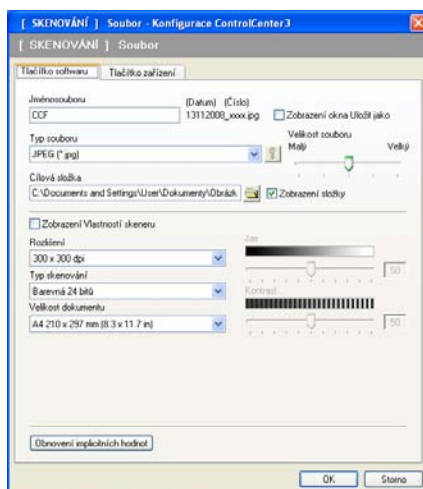 [ SKENOVÁNÍ ] Soubor - Konfigurace ControlCenter3
[ SKENOVÁNÍ ] Soubor
Tlačítko softwaru Tlačítko zařízení
Jménosouboru (Datum) (Číslo)
CCF 13112008_xxxx.jpg Zobrazení okna Uložit jako
Typ souboru Velikost souboru
JPEG (*.jpg) Malý Velký
Cílová složka
C:\Documents and Settings\User\Dokumenty\Obrázk Zobrazení složky
Zobrazení Vlastností skeneru
Rozlišení Jas
300 x 300 dpi 50
Typ skenování
Barevná 24 bitů Kontrast
Velikost dokumentu
A4 210 x 297 mm (8.3 x 11.7 in) 50
Obnovení implicitních hodnot
OK Storno